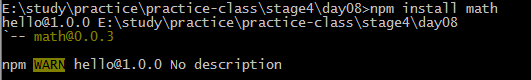 E:\study\practice\practice-class\stage4\day08>npm install math
hello@1.0.0 E:\study\practice\practice-class\stage4\day08
`-- math@0.0.3
npm WARN hello@1.0.0 No description